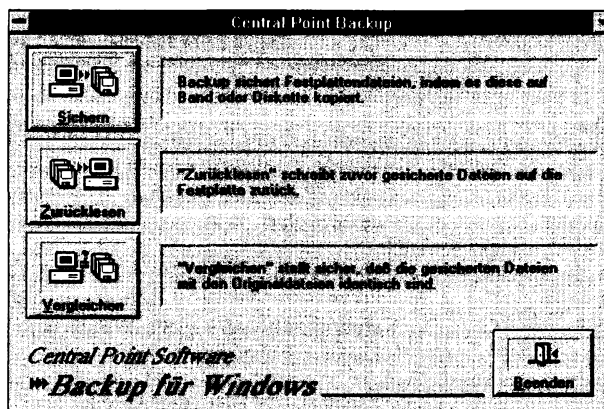 Central Point Backup
Sichern
Backup sichert Festplattendateien, indem es diese auf
Band oder Diskette kopiert.
Zurücklesen
"Zurücklesen" schreibt zuvor gesicherte Dateien auf die
Festplatte zurück.
Vergleichen
"Vergleichen" stellt sicher, daß die gesicherten Dateien
mit den Originaldateien identisch sind.
Central Point Software
Backup für Windows
Beenden